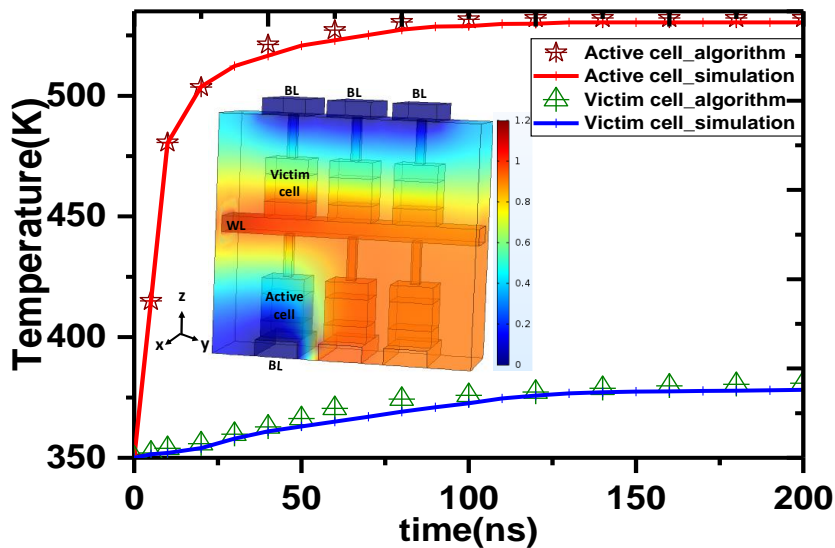 Temperature(K)
500
450
400
350
0
50
100
150
200
time(ns)
Active cell_algorithm
Active cell_simulation
Victim cell_algorithm
Victim cell_simulation
BL
BL
BL
Victim
cell
WL
Active
cell
BL
z
x
y
1.2
1
0.8
0.6
0.4
0.2
0